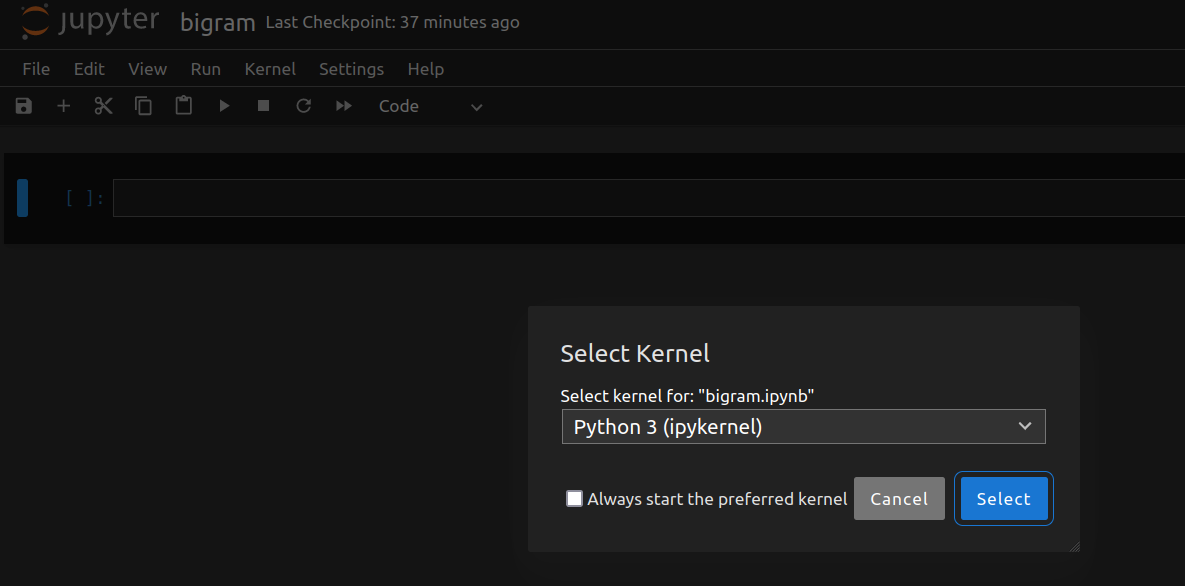 jupyter bigram Last Checkpoint: 37 minutes ago
File Edit View Run Kernel Settings Help
Code
[ ]:
Select Kernel
Select kernel for: "bigram.ipynb"
Python 3 (ipykernel)
Always start the preferred kernel Cancel Select